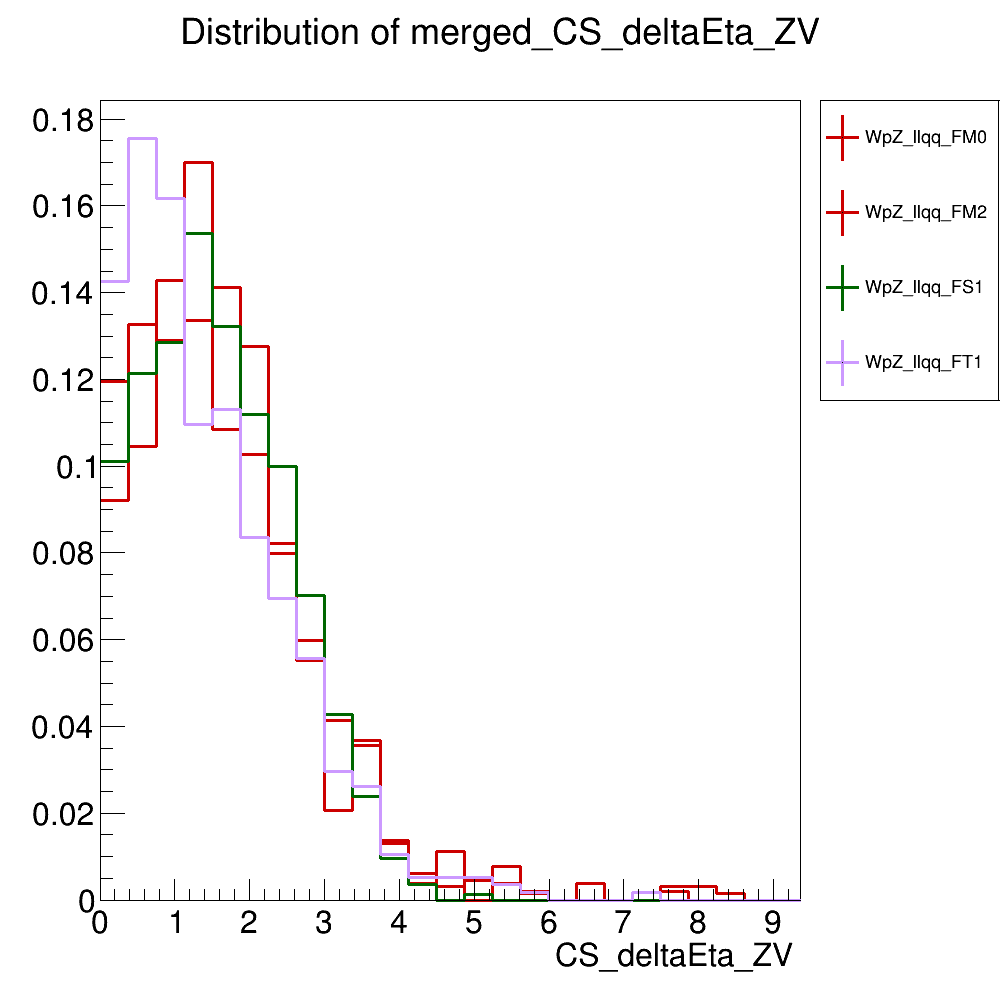 Distribution of merged_CS_deltaEta_ZV
0.18
0.16
0.14
0.12
0.1
0.08
0.06
0.04
0.02
0
0 1 2 3 4 5 6 7 8 9
CS_deltaEta_ZV
WpZ_llqq_FM0
WpZ_llqq_FM2
WpZ_llqq_FS1
WpZ_llqq_FT1